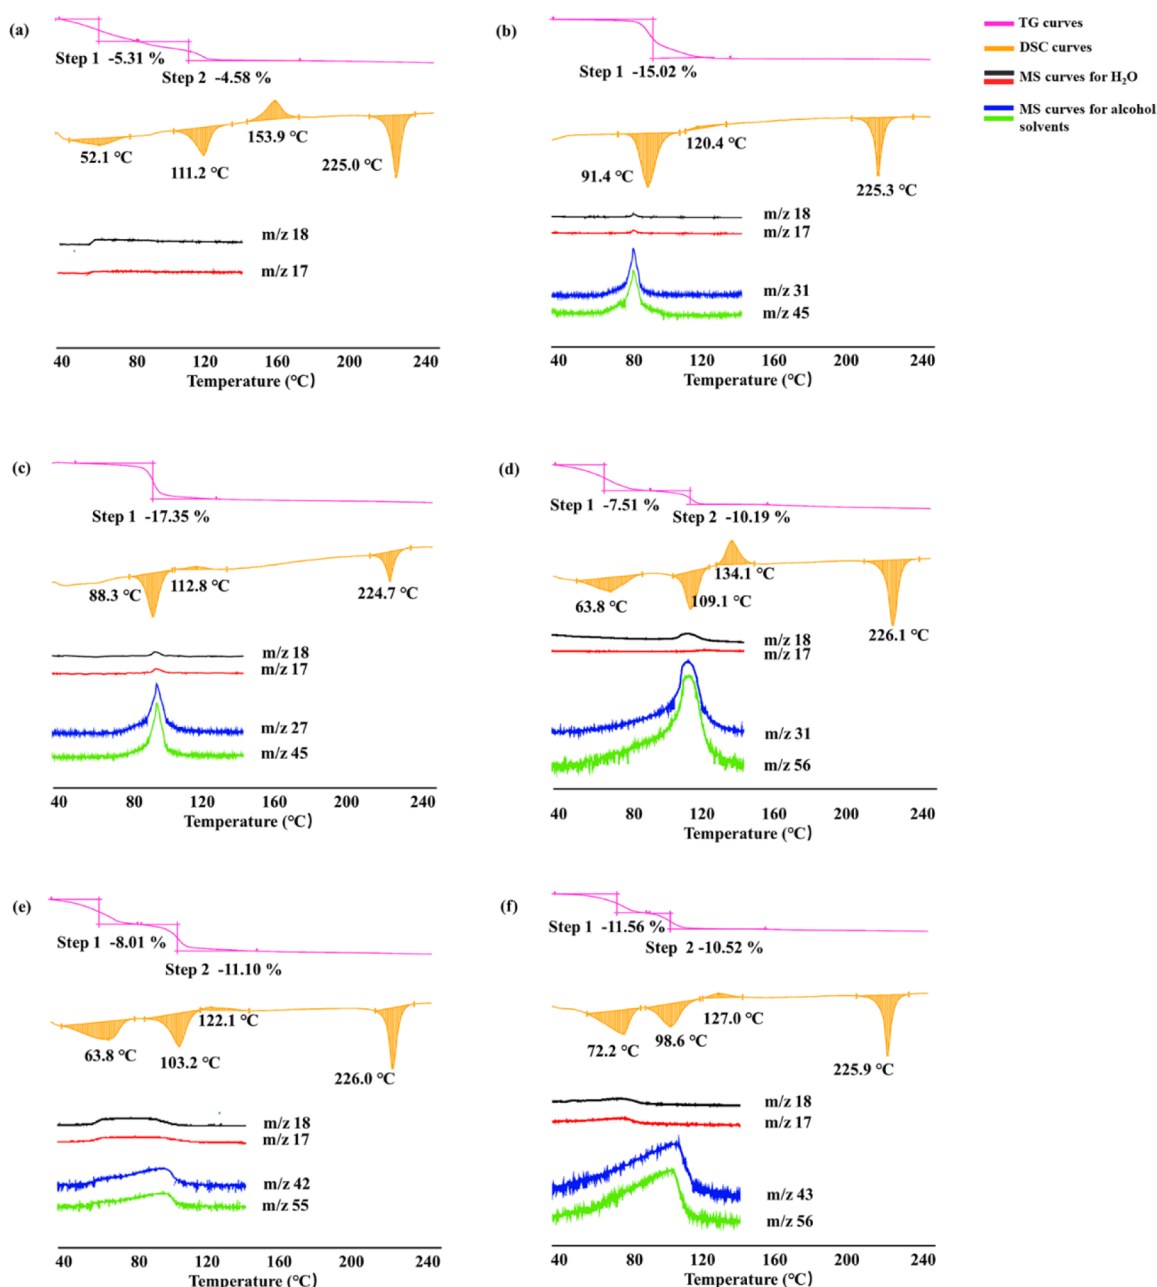 (a)
Step 1 -5.31 %
Step 2 -4.58 %
52.1 °C
111.2 °C
153.9 °C
225.0 °C
m/z 18
m/z 17
40 80 120 160 200 240
Temperature (°C)
(b)
Step 1 -15.02 %
91.4 °C
120.4 °C
225.3 °C
m/z 18
m/z 17
m/z 31
m/z 45
40 80 120 160 200 240
Temperature (°C)
TG curves
DSC curves
MS curves for H₂O
MS curves for alcohol
solvents
(c)
Step 1 -17.35 %
88.3 °C
112.8 °C
224.7 °C
m/z 18
m/z 17
m/z 27
m/z 45
40 80 120 160 200 240
Temperature (°C)
(d)
Step 1 -7.51 %
Step 2 -10.19 %
63.8 °C
134.1 °C
109.1 °C
226.1 °C
m/z 18
m/z 17
m/z 31
m/z 56
40 80 120 160 200 240
Temperature (°C)
(e)
Step 1 -8.01 %
Step 2 -11.10 %
63.8 °C
103.2 °C
122.1 °C
226.0 °C
m/z 18
m/z 17
m/z 42
m/z 55
40 80 120 160 200 240
Temperature (°C)
(f)
Step 1 -11.56 %
Step 2 -10.52 %
72.2 °C
98.6 °C
127.0 °C
225.9 °C
m/z 18
m/z 17
m/z 43
m/z 56
40 80 120 160 200 240
Temperature (°C)